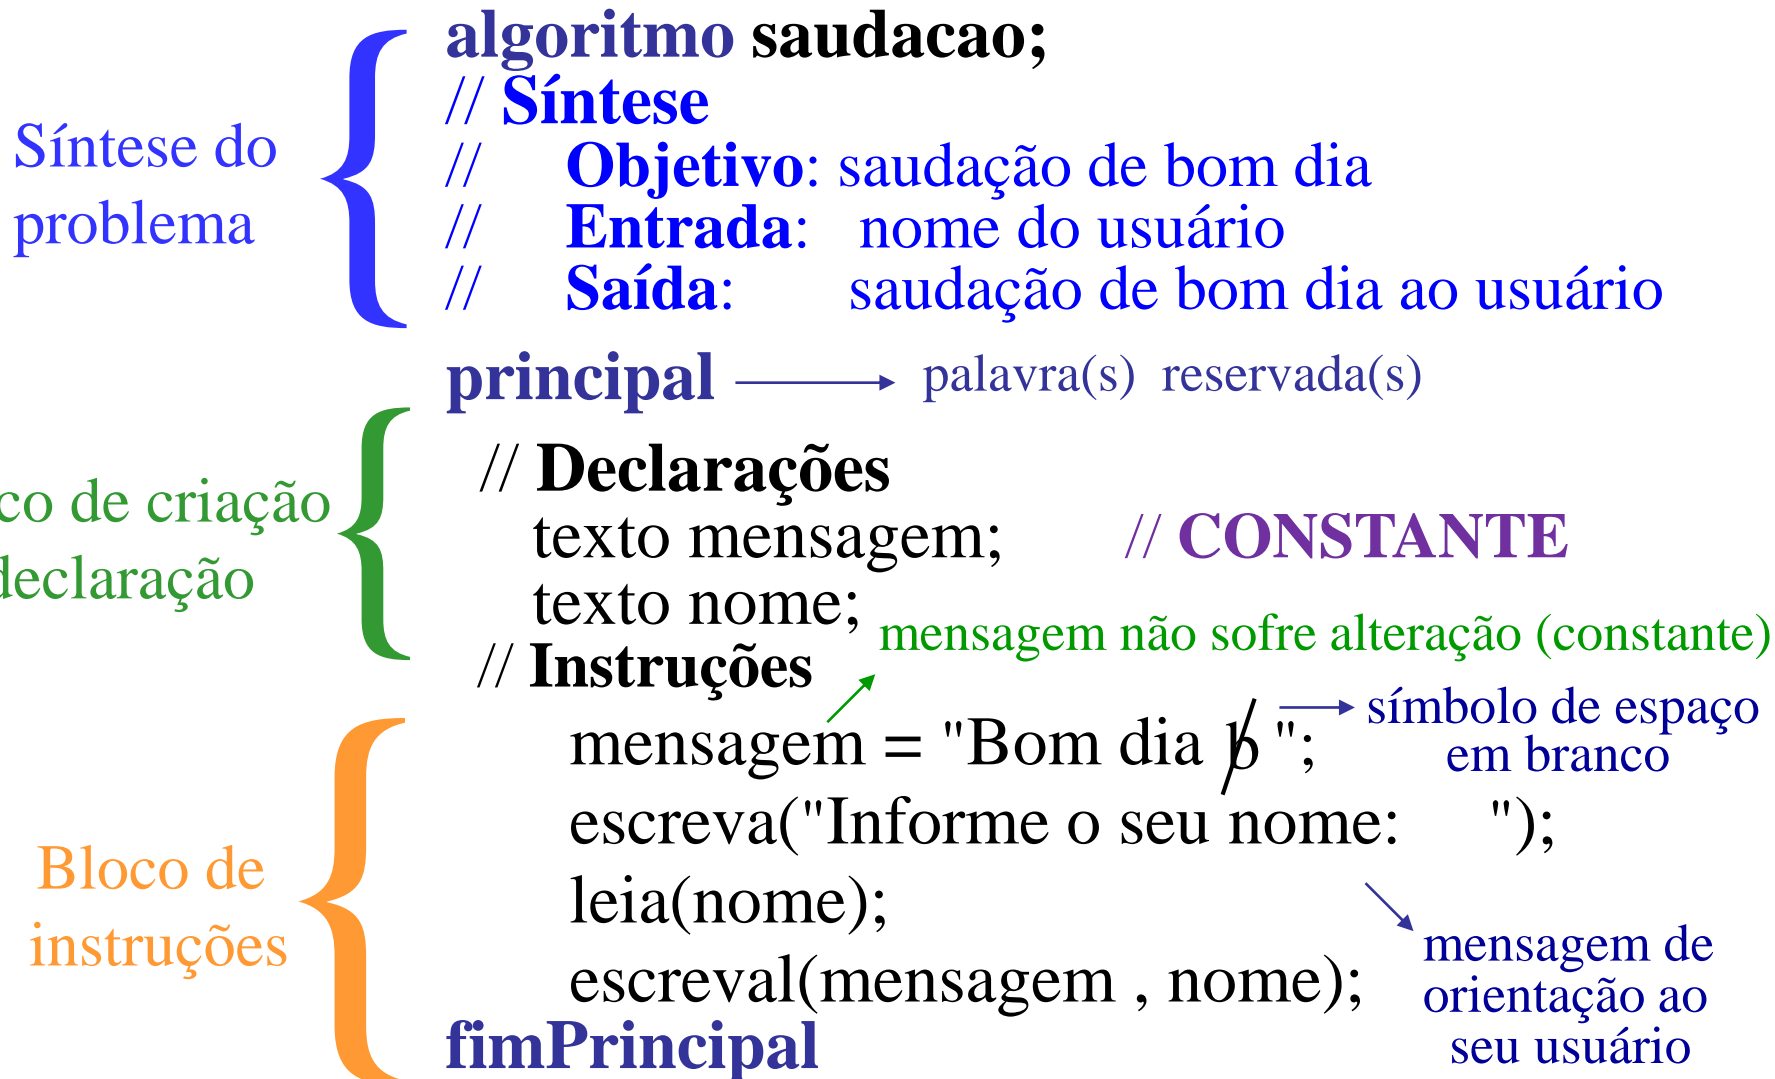 algoritmo saudacao;
// Síntese
// Objetivo: saudação de bom dia
// Entrada: nome do usuário
// Saída: saudação de bom dia ao usuário
Síntese do
problema
principal
palavra(s) reservada(s)
// Declarações
texto mensagem; // CONSTANTE
texto nome;
co de criação
declaração
mensagem não sofre alteração (constante)
// Instruções
mensagem = "Bom dia b ";
símbolo de espaço
em branco
escreva("Informe o seu nome: ");
leia(nome);
escreval(mensagem , nome);
Bloco de
instruções
mensagem de
orientação ao
seu usuário
fimPrincipal